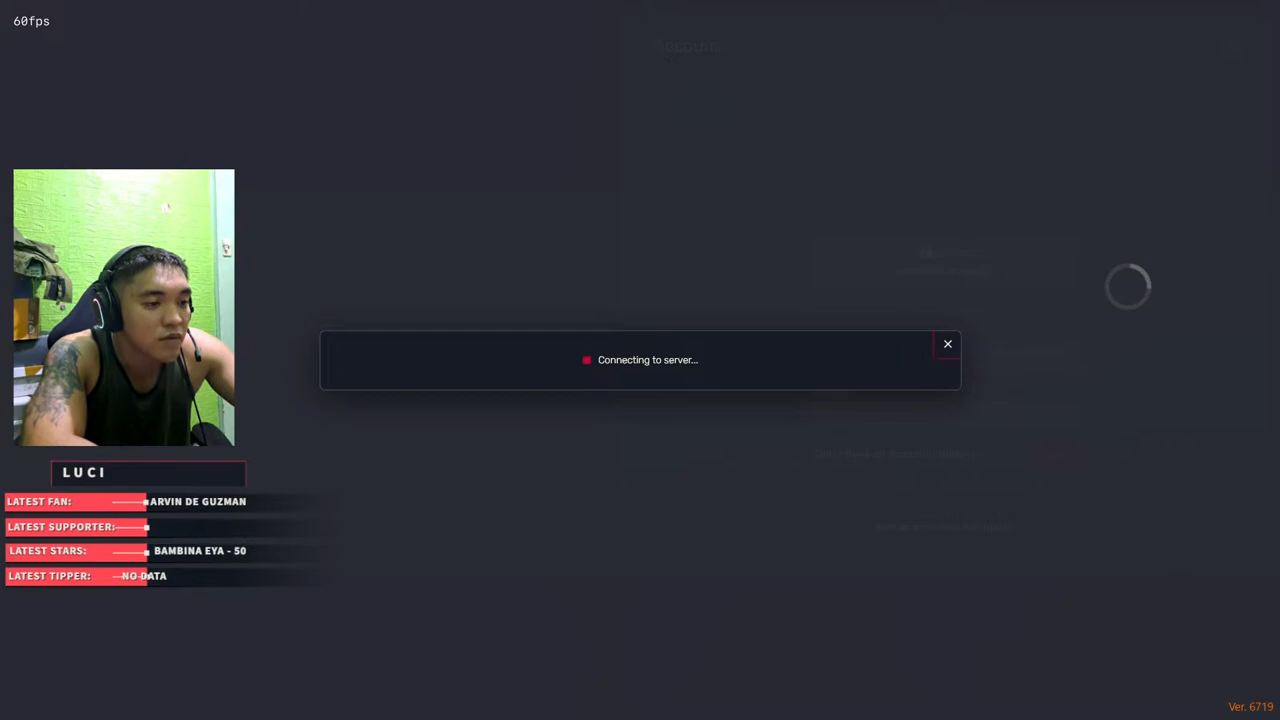 60fps
Account
Connecting to server...
LUCI
LATEST FAN: ARVIN DE GUZMAN
LATEST SUPPORTER:
LATEST STARS: BAMBINA EYA - 50
LATEST TIPPER: NO DATA
Ver. 6719